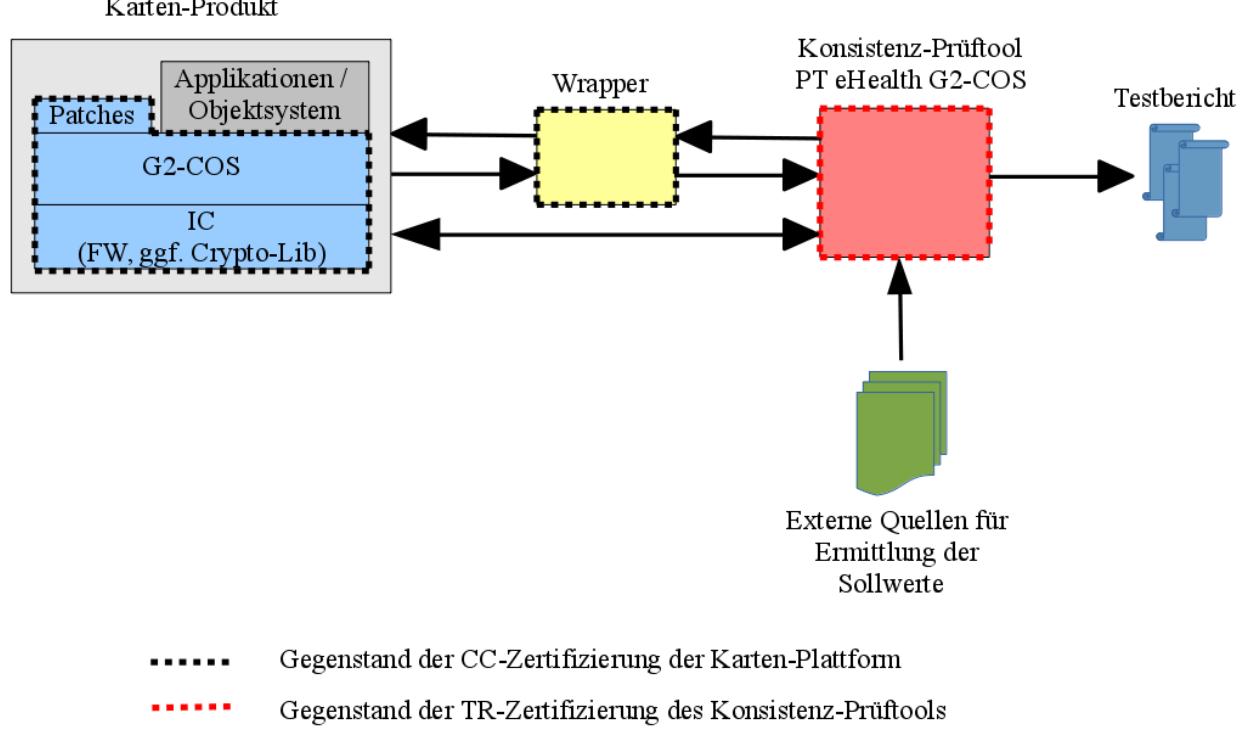 Karten-Produkt
Applikationen /
Objektsystem
Patches
G2-COS
IC
(FW, ggf. Crypto-Lib)
Wrapper
Konsistenz-Prüftool
PT eHealth G2-COS
Testbericht
Externe Quellen für
Ermittlung der
Sollwerte
Gegenstand der CC-Zertifizierung der Karten-Plattform
Gegenstand der TR-Zertifizierung des Konsistenz-Prüftools